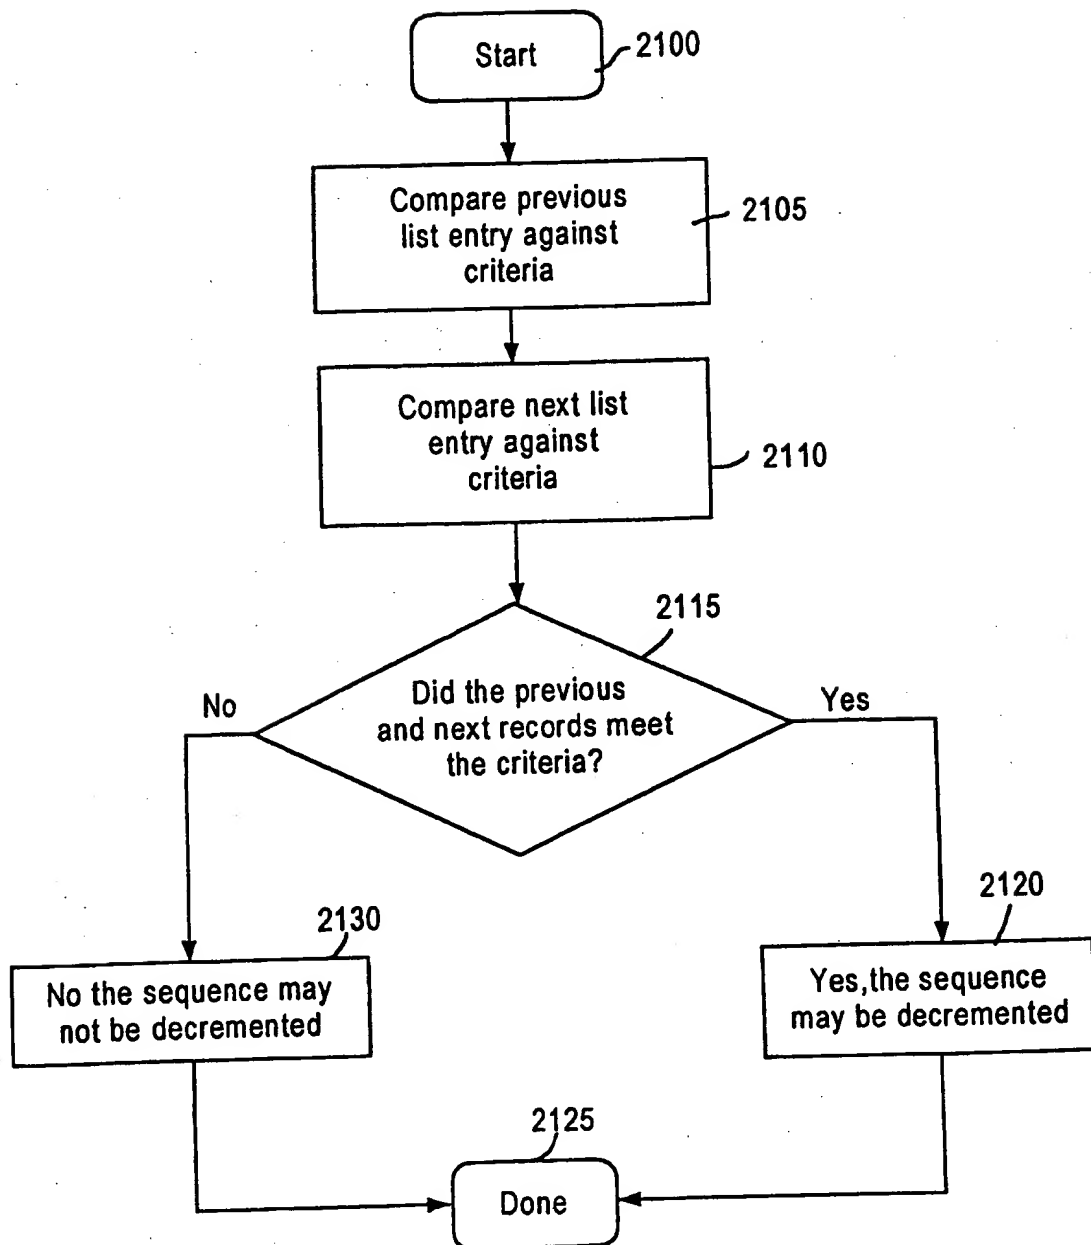 Start
2100
Compare previous
list entry against
criteria
2105
Compare next list
entry against
criteria
2110
2115
Did the previous
and next records meet
the criteria?
No
Yes
2130
No the sequence may
not be decremented
2120
Yes,the sequence
may be decremented
2125
Done